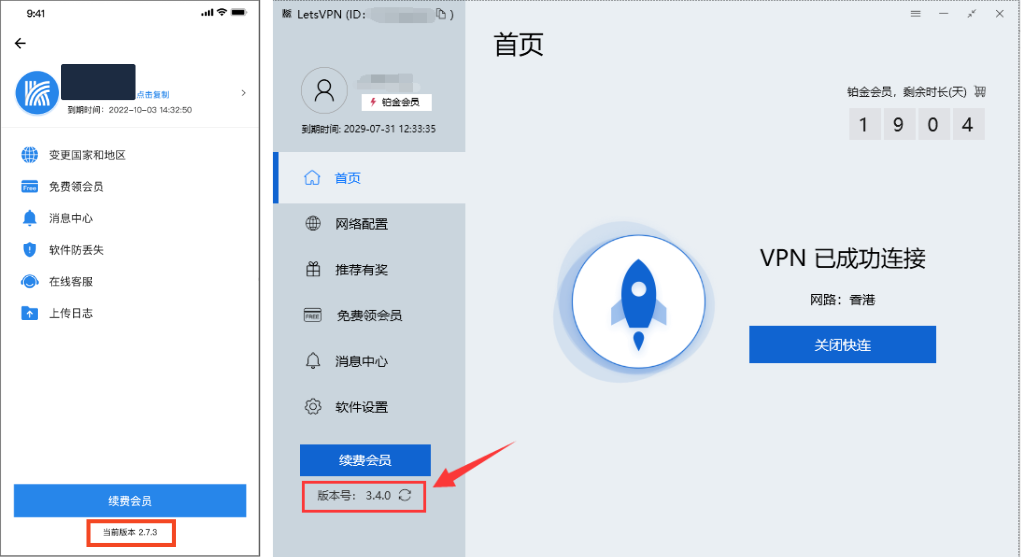 9:41
点击复制
到期时间：2022-10-03 14:32:50
变更国家和地区
Free
免费领会员
消息中心
软件防丢失
在线客服
上传日志
续费会员
当前版本 2.7.3
LetsVPN (ID: )
铂金会员
到期时间: 2029-07-31 12:33:35
首页
网络配置
推荐有奖
FREE
免费领会员
消息中心
软件设置
续费会员
版本号： 3.4.0
首页
铂金会员，剩余时长(天)
1 9 0 4
VPN 已成功连接
网路：香港
关闭快连